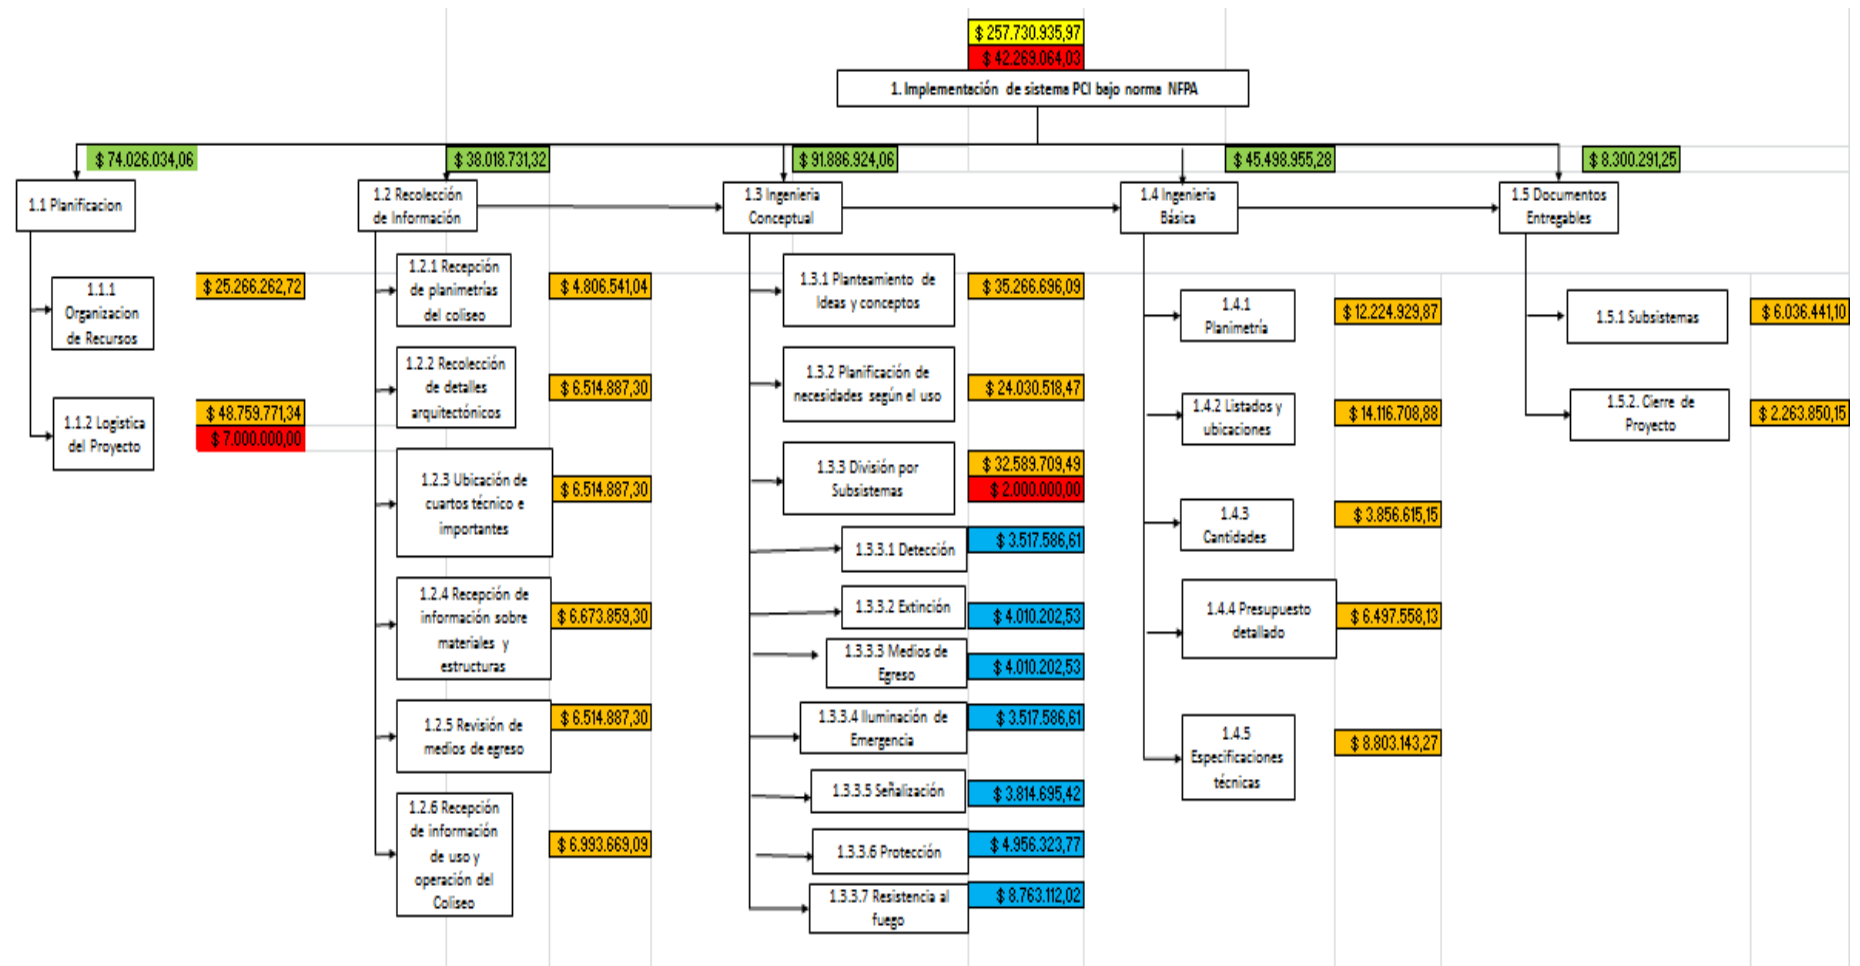 $ 257.730.935,97
$ 42.269.064,03
1. Implementación de sistema PCI bajo norma NFPA
$ 74.026.034,06
$ 38.018.731,32
$ 91.886.924,06
$ 45.498.955,28
$ 8.300.291,25
1.1 Planificacion
1.1.1
Organizacion
de Recursos
$ 25.266.262,72
1.1.2 Logistica
del Proyecto
$ 48.759.771,34
$ 7.000.000,00
1.2 Recolección
de Información
1.2.1 Recepción
de planimetrías
del coliseo
$ 4.806.541,04
1.2.2 Recolección
de detalles
arquitectónicos
$ 6.514.887,30
1.2.3 Ubicación de
cuartos técnico e
importantes
$ 6.514.887,30
1.2.4 Recepción de
información sobre
materiales y
estructuras
$ 6.673.859,30
1.2.5 Revisión de
medios de egreso
$ 6.514.887,30
1.2.6 Recepción
de información
de uso y
operación del
Coliseo
$ 6.993.669,09
1.3 Ingenieria
Conceptual
1.3.1 Planteamiento de
Ideas y conceptos
$ 35.266.696,09
1.3.2 Planificación de
necesidades según el uso
$ 24.030.518,47
1.3.3 División por
Subsistemas
$ 32.589.709,49
$ 2.000.000,00
1.3.3.1 Detección
$ 3.517.586,61
1.3.3.2 Extinción
$ 4.010.202,53
1.3.3.3 Medios de
Egreso
$ 4.010.202,53
1.3.3.4 Iluminación de
Emergencia
$ 3.517.586,61
1.3.3.5 Señalización
$ 3.814.695,42
1.3.3.6 Protección
$ 4.956.323,77
1.3.3.7 Resistencia al
fuego
$ 8.763.112,02
1.4 Ingenieria
Básica
1.4.1
Planimetría
$ 12.224.929,87
1.4.2 Listados y
ubicaciones
$ 14.116.708,88
1.4.3
Cantidades
$ 3.856.615,15
1.4.4 Presupuesto
detallado
$ 6.497.558,13
1.4.5
Especificaciones
técnicas
$ 8.803.143,27
1.5 Documentos
Entregables
1.5.1 Subsistemas
$ 6.036.441,10
1.5.2. Cierre de
Proyecto
$ 2.263.850,15